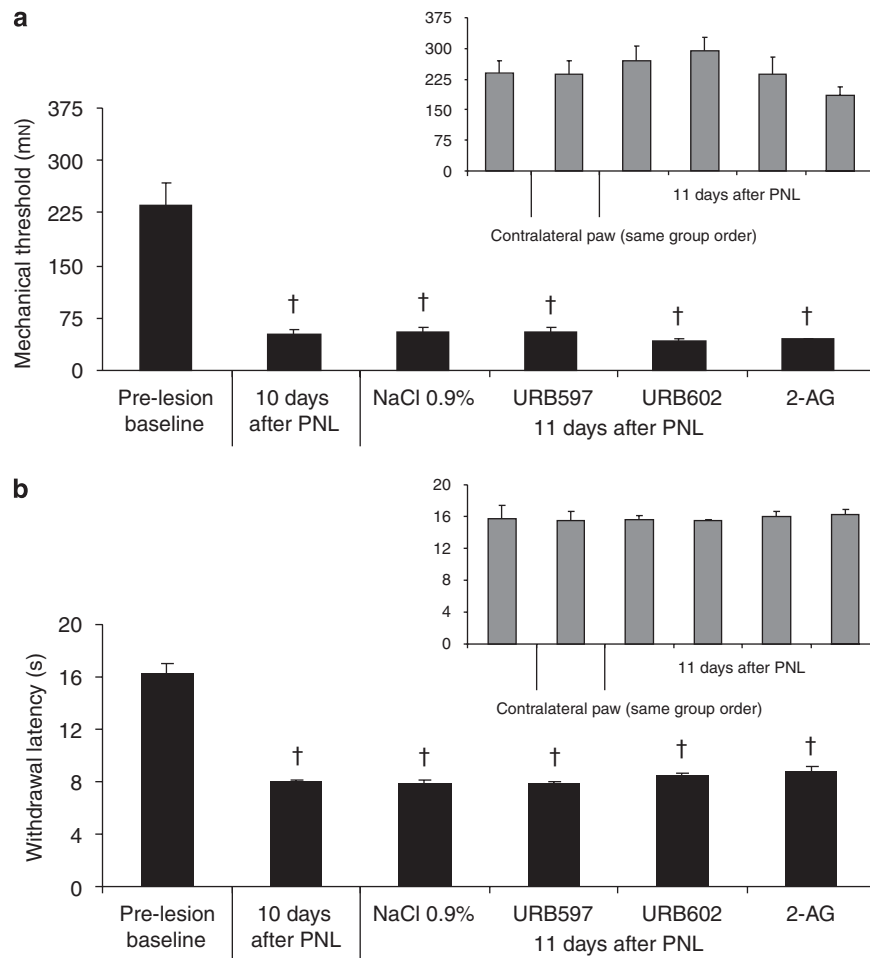 a
375
300
225
150
75
0
11 days after PNL
Contralateral paw (same group order)
Mechanical threshold (mN)
375
300
225
150
75
0
† † † † †
Pre-lesion baseline
10 days after PNL
NaCl 0.9% URB597 URB602 2-AG
11 days after PNL
b
20
16
12
8
4
0
11 days after PNL
Contralateral paw (same group order)
Withdrawal latency (s)
20
16
12
8
4
0
† † † † †
Pre-lesion baseline
10 days after PNL
NaCl 0.9% URB597 URB602 2-AG
11 days after PNL